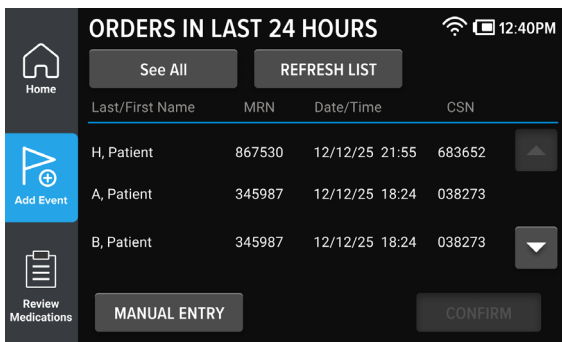 ORDERS IN LAST 24 HOURS 12:40PM
Home
See All REFRESH LIST
Last/First Name MRN Date/Time CSN
H, Patient 867530 12/12/25 21:55 683652
Add Event
A, Patient 345987 12/12/25 18:24 038273
B, Patient 345987 12/12/25 18:24 038273
Review
Medications
MANUAL ENTRY CONFIRM